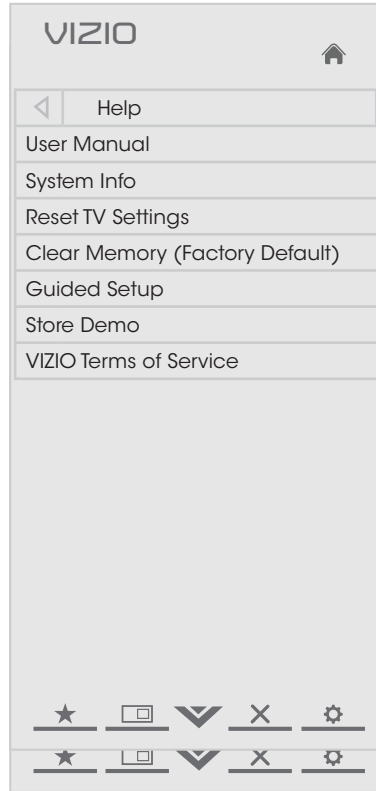 VIZIO
Help
User Manual
System Info
Reset TV Settings
Clear Memory (Factory Default)
Guided Setup
Store Demo
VIZIO Terms of Service